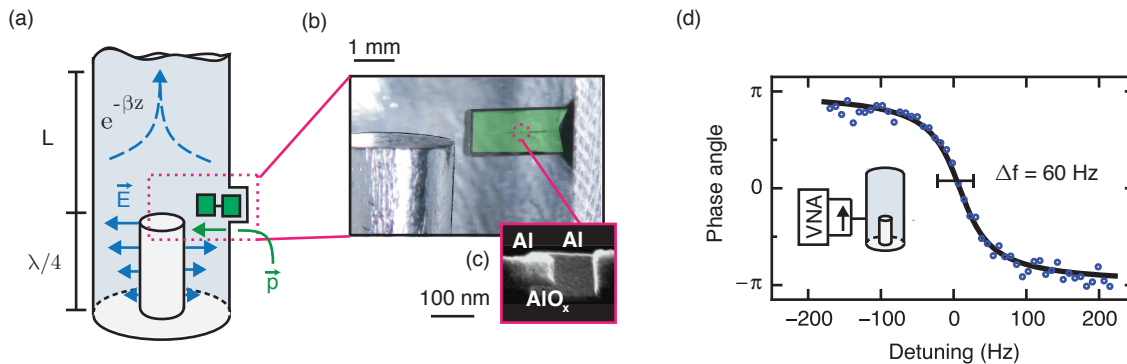 (a)
L
λ/4
e-βz
E
p
(b)
1 mm
(c)
Al Al
AlOx
100 nm
(d)
Phase angle
π
0
−π
Δf = 60 Hz
VNA
−200 −100 0 100 200
Detuning (Hz)